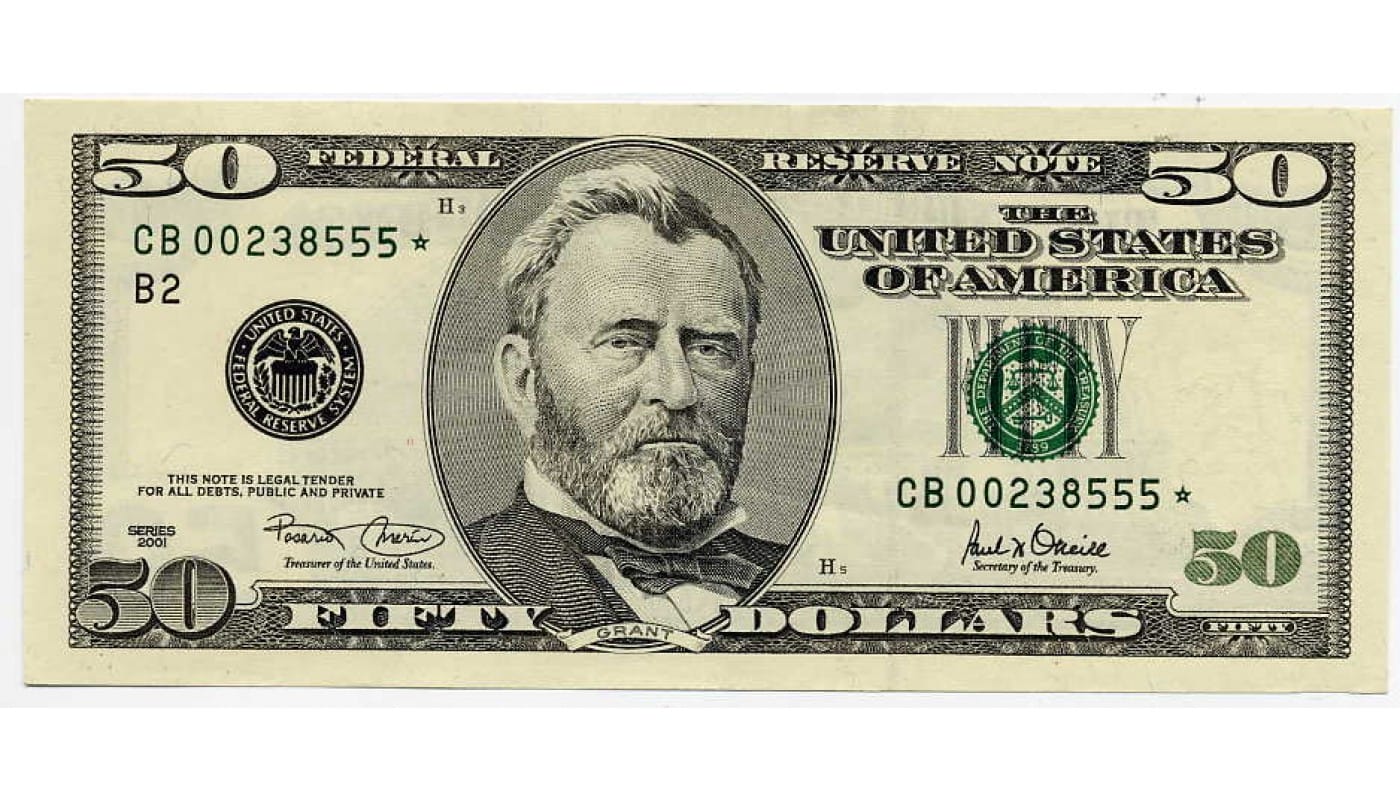 50 FEDERAL RESERVE NOTE 50
H3
THE
UNITED STATES
OF AMERICA
CB 00238555 ★
B2
UNITED STATES
FEDERAL RESERVE SYSTEM
FIFTY
THE DEPARTMENT OF THE TREASURY
1789
THIS NOTE IS LEGAL TENDER
FOR ALL DEBTS, PUBLIC AND PRIVATE
CB 00238555 ★
SERIES
2001
Rosario Marin
Treasurer of the United States.
H5
Paul H O'Neill
Secretary of the Treasury.
50
50 FIFTY DOLLARS FIFTY
GRANT